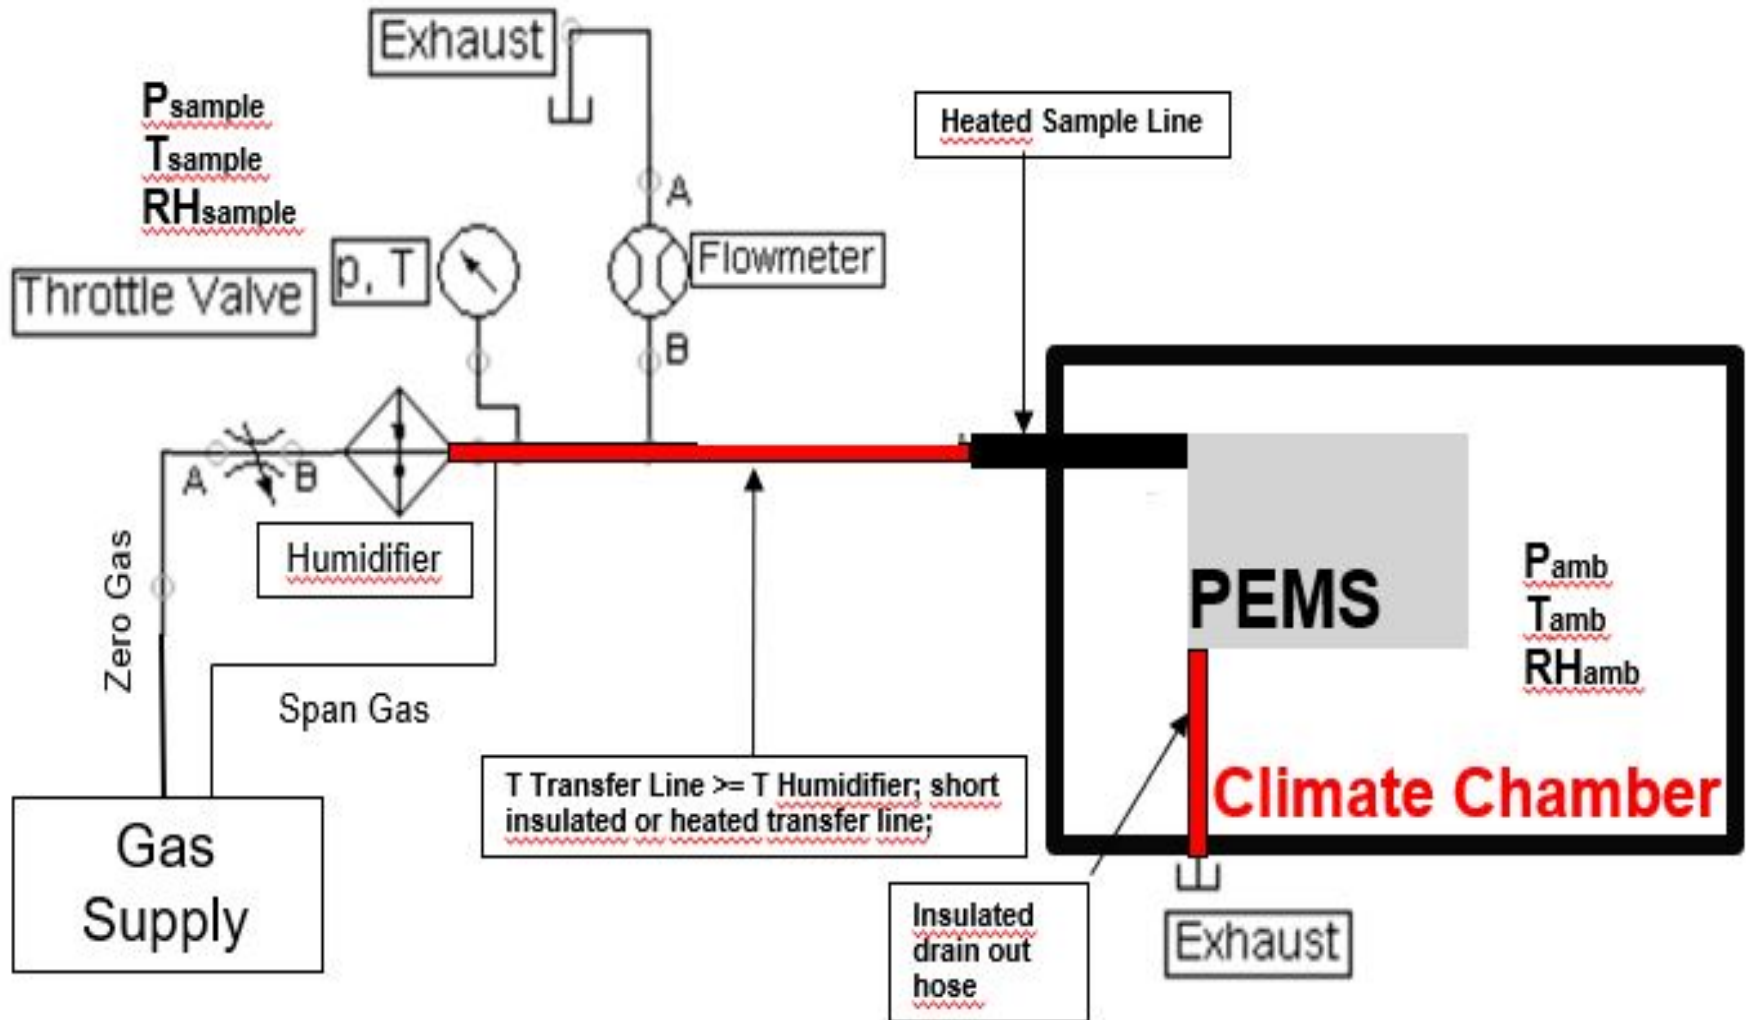 Exhaust
Psample
Tsample
RHsample
Heated Sample Line
A
p, T
Flowmeter
Throttle Valve
B
A
B
Humidifier
Zero Gas
Span Gas
PEMS
Pamb
Tamb
RHamb
Climate Chamber
T Transfer Line >= T Humidifier; short
insulated or heated transfer line;
Gas
Supply
Insulated
drain out
hose
Exhaust